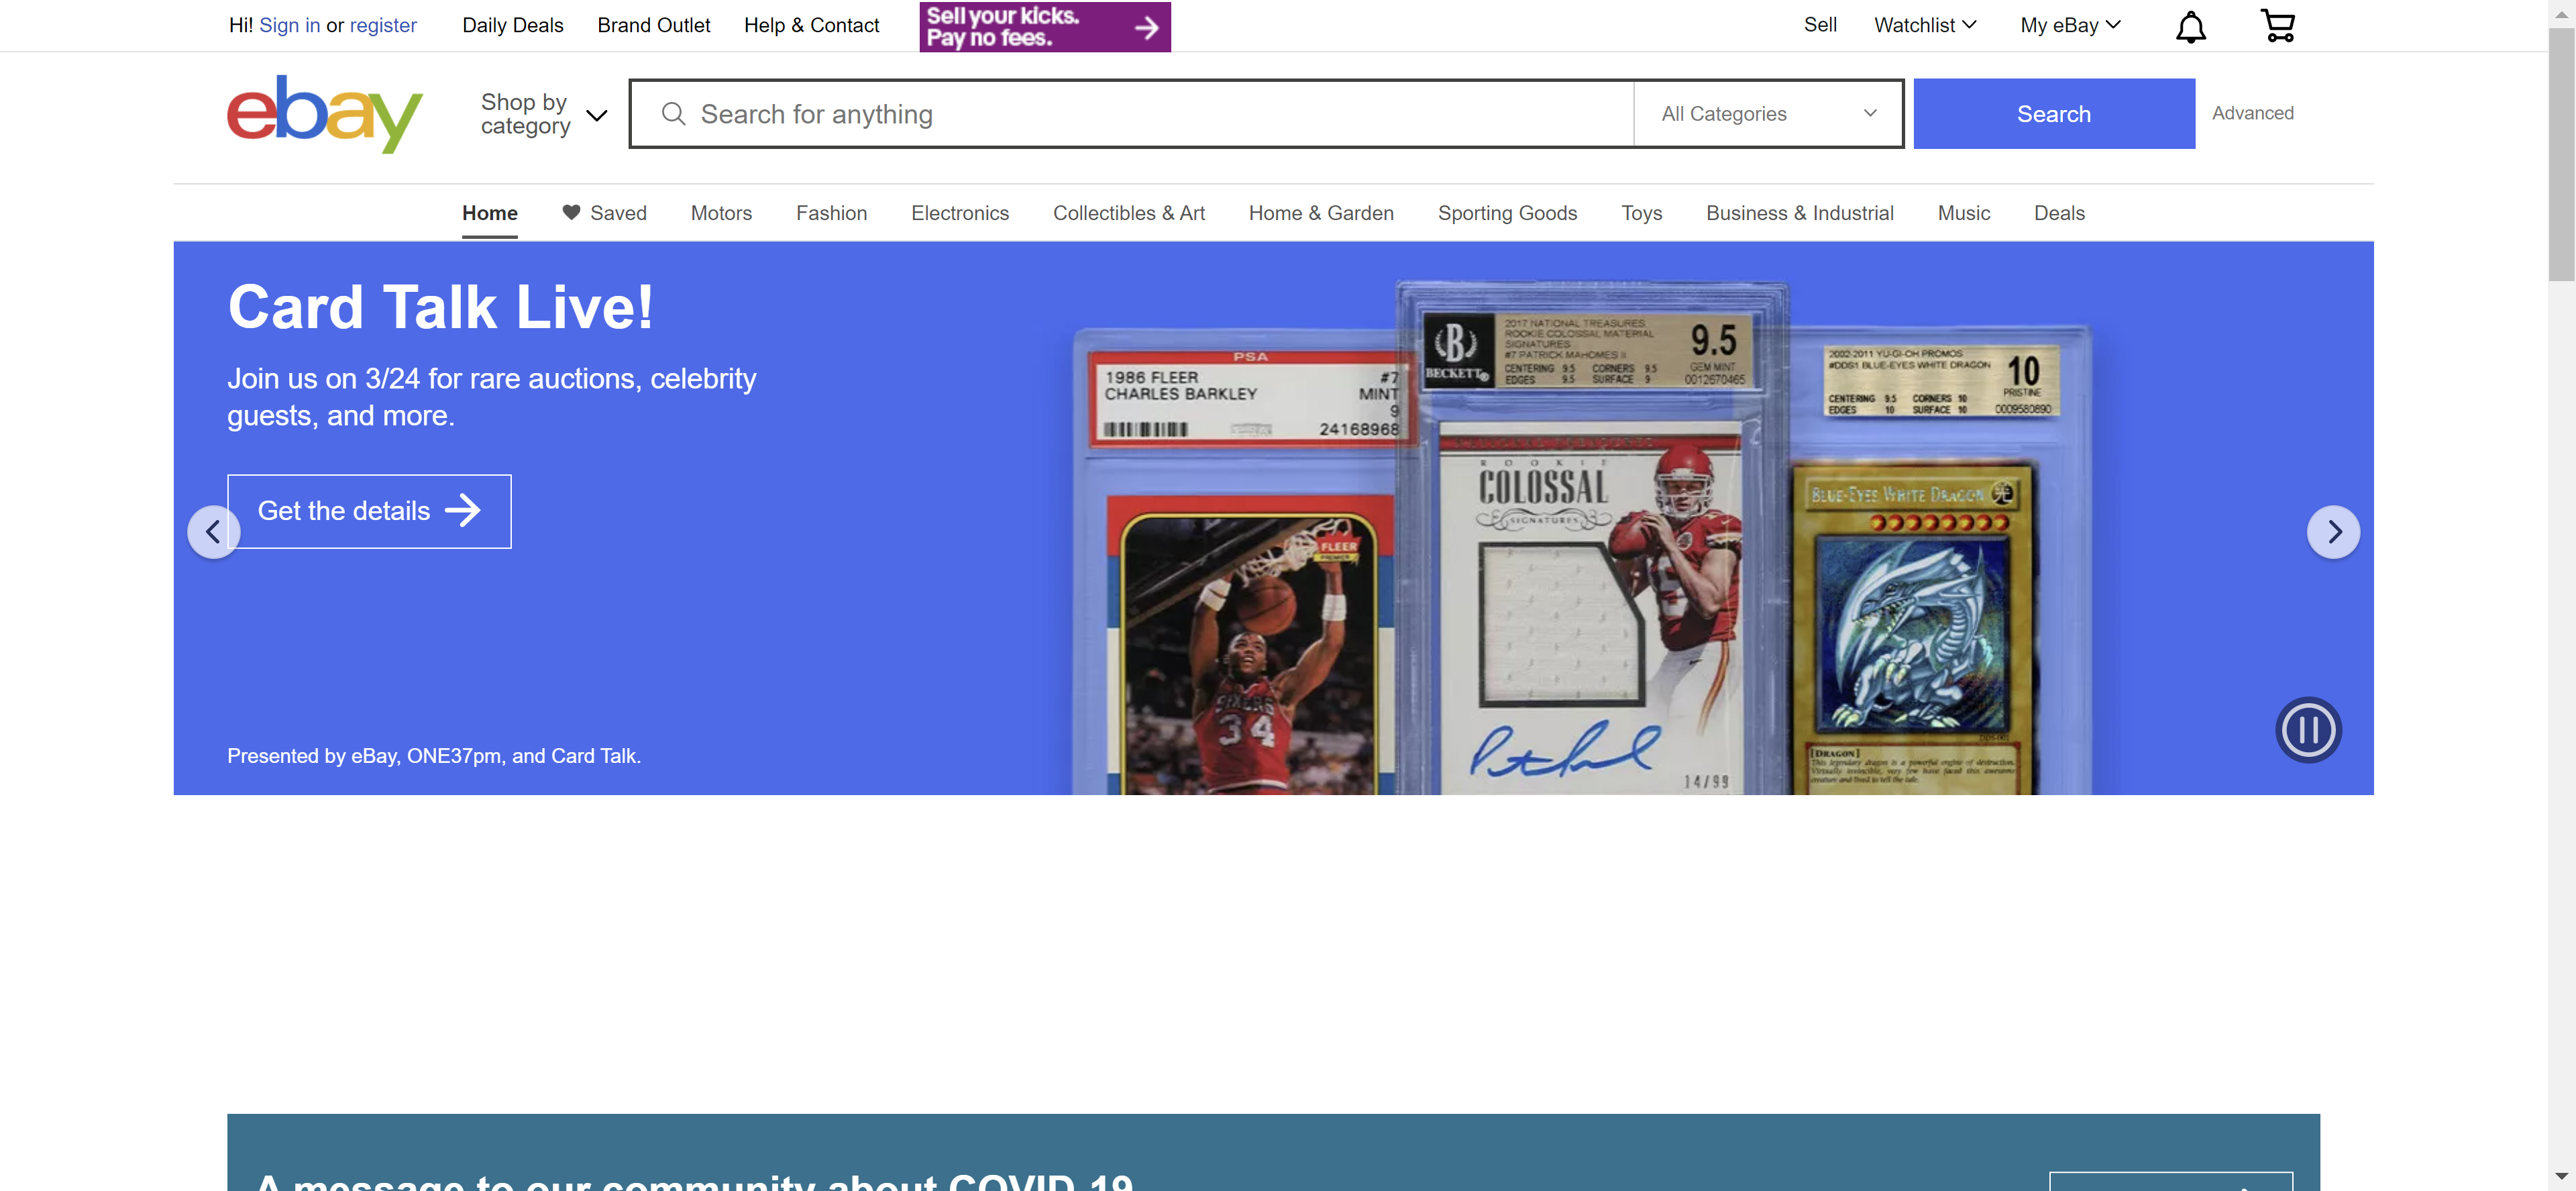 Hi! Sign in or register
Daily Deals
Brand Outlet
Help & Contact
Sell your kicks.
Pay no fees.
Sell
Watchlist
My eBay
ebay
Shop by
category
Search for anything
All Categories
Search
Advanced
Home
Saved
Motors
Fashion
Electronics
Collectibles & Art
Home & Garden
Sporting Goods
Toys
Business & Industrial
Music
Deals
Card Talk Live!
Join us on 3/24 for rare auctions, celebrity
guests, and more.
Get the details
Presented by eBay, ONE37pm, and Card Talk.
PSA
1986 FLEER #7
CHARLES BARKLEY MINT
9
24168968
FLEER
PREMIER
SIXERS
34
B
BECKETT
2017 NATIONAL TREASURES
ROOKIE COLOSSAL MATERIAL
SIGNATURES
#7 PATRICK MAHOMES II
CENTERING 9.5 CORNERS 9.5
EDGES 9.5 SURFACE 9
9.5
GEM MINT
0012670465
ROOKIE
COLOSSAL
SIGNATURES
14/99
2002-2011 YU-GI-OH PROMOS
#DDS1 BLUE-EYES WHITE DRAGON
CENTERING 9.5 CORNERS 10
EDGES 10 SURFACE 10
10
PRISTINE
0009580890
BLUE-EYES WHITE DRAGON
[DRAGON]
This legendary dragon is a powerful engine of destruction.
Virtually invincible, very few have faced this awesome
creature and lived to tell the tale.
A message to our community about COVID-19